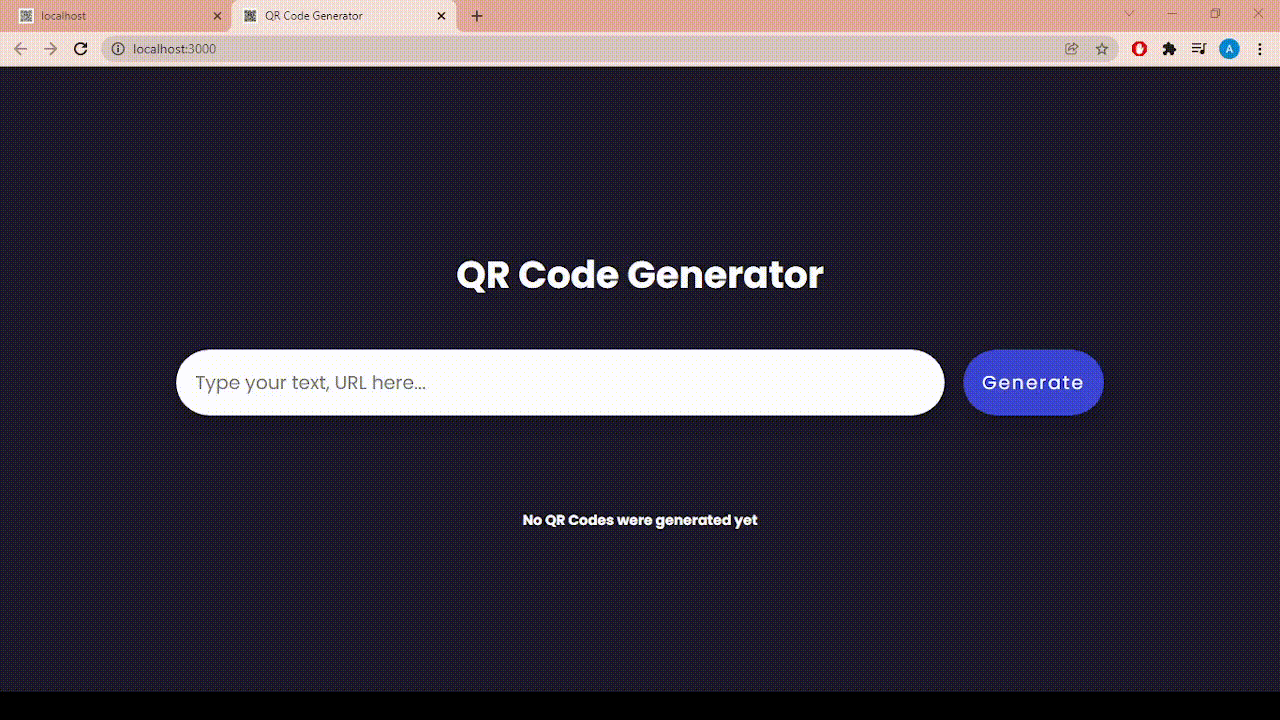 localhost
QR Code Generator
localhost:3000
A
QR Code Generator
Type your text, URL here...
Generate
No QR Codes were generated yet